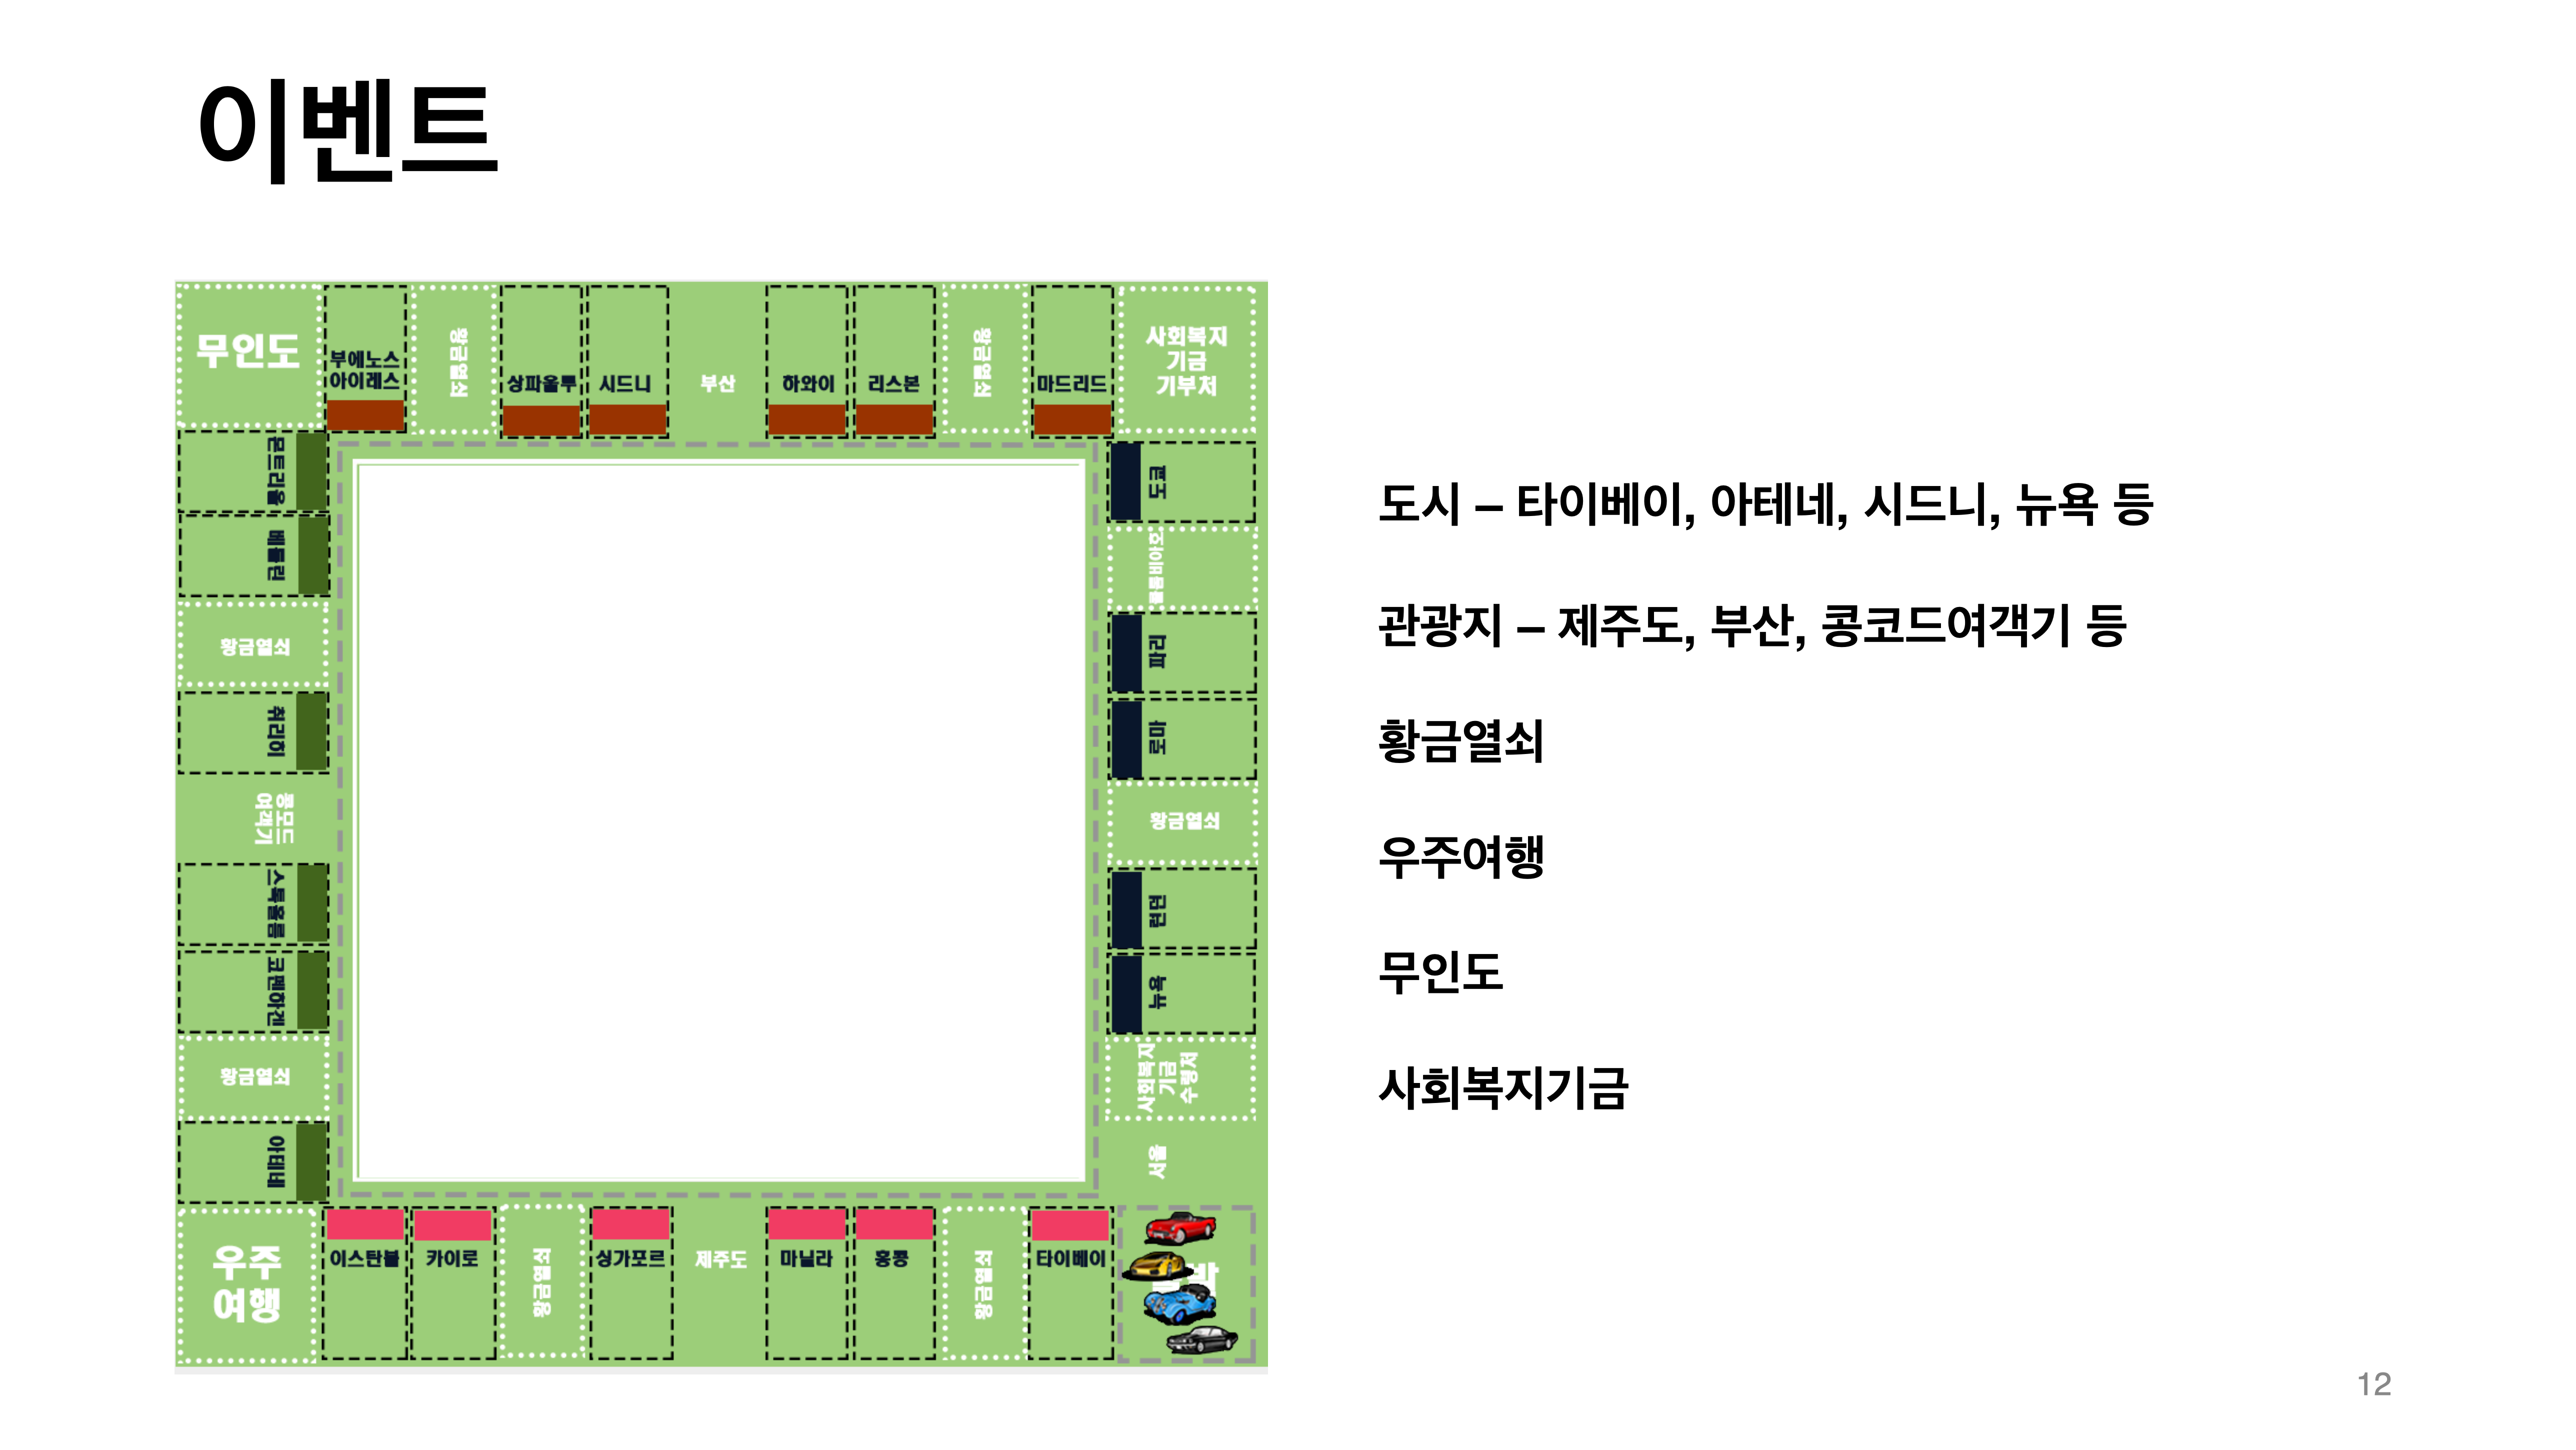 이벤트
무인도
부에노스
아이레스
황금열쇠
상파울루
시드니
부산
하와이
리스본
황금열쇠
마드리드
사회복지
기금
기부처
몬트리올
베를린
황금열쇠
취리히
콩코드
여객기
스톡홀름
코펜하겐
황금열쇠
아테네
도쿄
콜롬비아호
파리
로마
황금열쇠
런던
뉴욕
사회복지
기금
수령처
서울
우주
여행
이스탄불
카이로
황금열쇠
싱가포르
제주도
마닐라
홍콩
황금열쇠
타이베이
도시 – 타이베이, 아테네, 시드니, 뉴욕 등
관광지 – 제주도, 부산, 콩코드여객기 등
황금열쇠
우주여행
무인도
사회복지기금
12